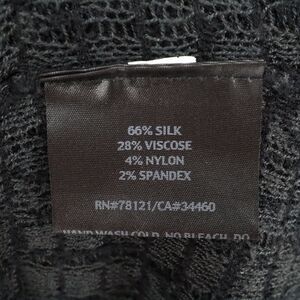 66% SILK
28% VISCOSE
4% NYLON
2% SPANDEX
RN#78121/CA#34460
HAND WASH COLD, NO BLEACH, DO